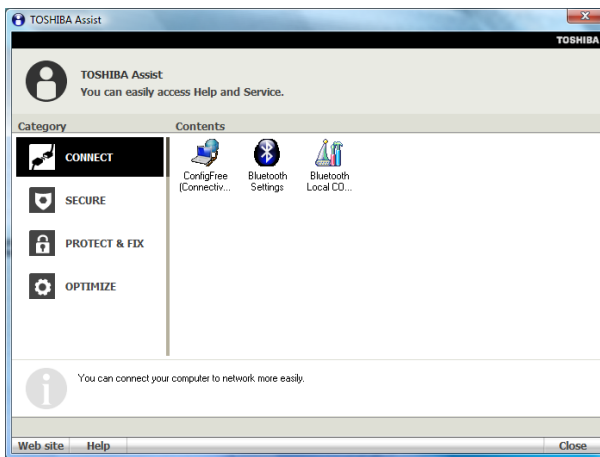 TOSHIBA Assist
TOSHIBA
TOSHIBA Assist
You can easily access Help and Service.
Category
Contents
CONNECT
SECURE
PROTECT & FIX
OPTIMIZE
ConfigFree
(Connectiv...
Bluetooth
Settings
Bluetooth
Local CO...
You can connect your computer to network more easily.
Web site
Help
Close